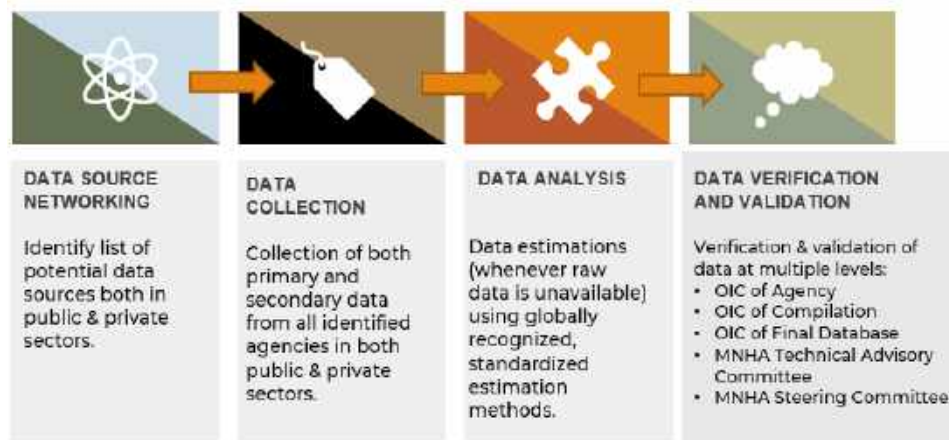 DATA SOURCE
NETWORKING
Identify list of
potential data
sources both in
public & private
sectors.
DATA
COLLECTION
Collection of both
primary and
secondary data
from all identified
agencies in both
public & private
sectors.
DATA ANALYSIS
Data estimations
(whenever raw
data is unavailable)
using globally
recognized,
standardized
estimation
methods.
DATA VERIFICATION
AND VALIDATION
Verification & validation of
data at multiple levels:
• OIC of Agency
• OIC of Compilation
• OIC of Final Database
• MNHA Technical Advisory
Committee
• MNHA Steering Committee